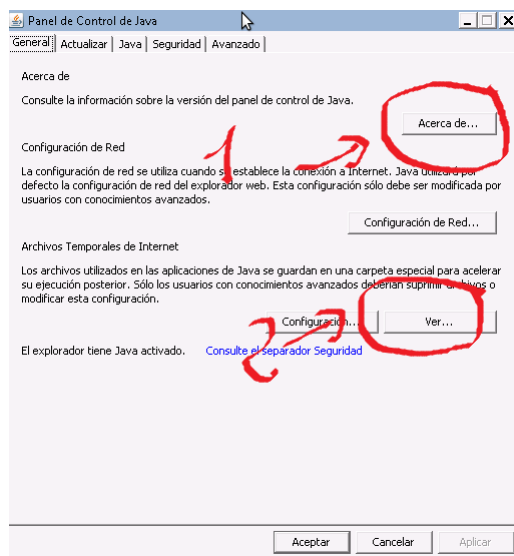 Panel de Control de Java
General Actualizar Java Seguridad Avanzado
Acerca de
Consulte la información sobre la versión del panel de control de Java.
Acerca de...
1
Configuración de Red
La configuración de red se utiliza cuando se establece la conexión a Internet. Java utilizará por
defecto la configuración de red del explorador web. Esta configuración sólo debe ser modificada por
usuarios con conocimientos avanzados.
Configuración de Red...
Archivos Temporales de Internet
Los archivos utilizados en las aplicaciones de Java se guardan en una carpeta especial para acelerar
su ejecución posterior. Sólo los usuarios con conocimientos avanzados deberían suprimir archivos o
modificar esta configuración.
2
Configuración... Ver...
El explorador tiene Java activado. Consulte el separador Seguridad
Aceptar Cancelar Aplicar